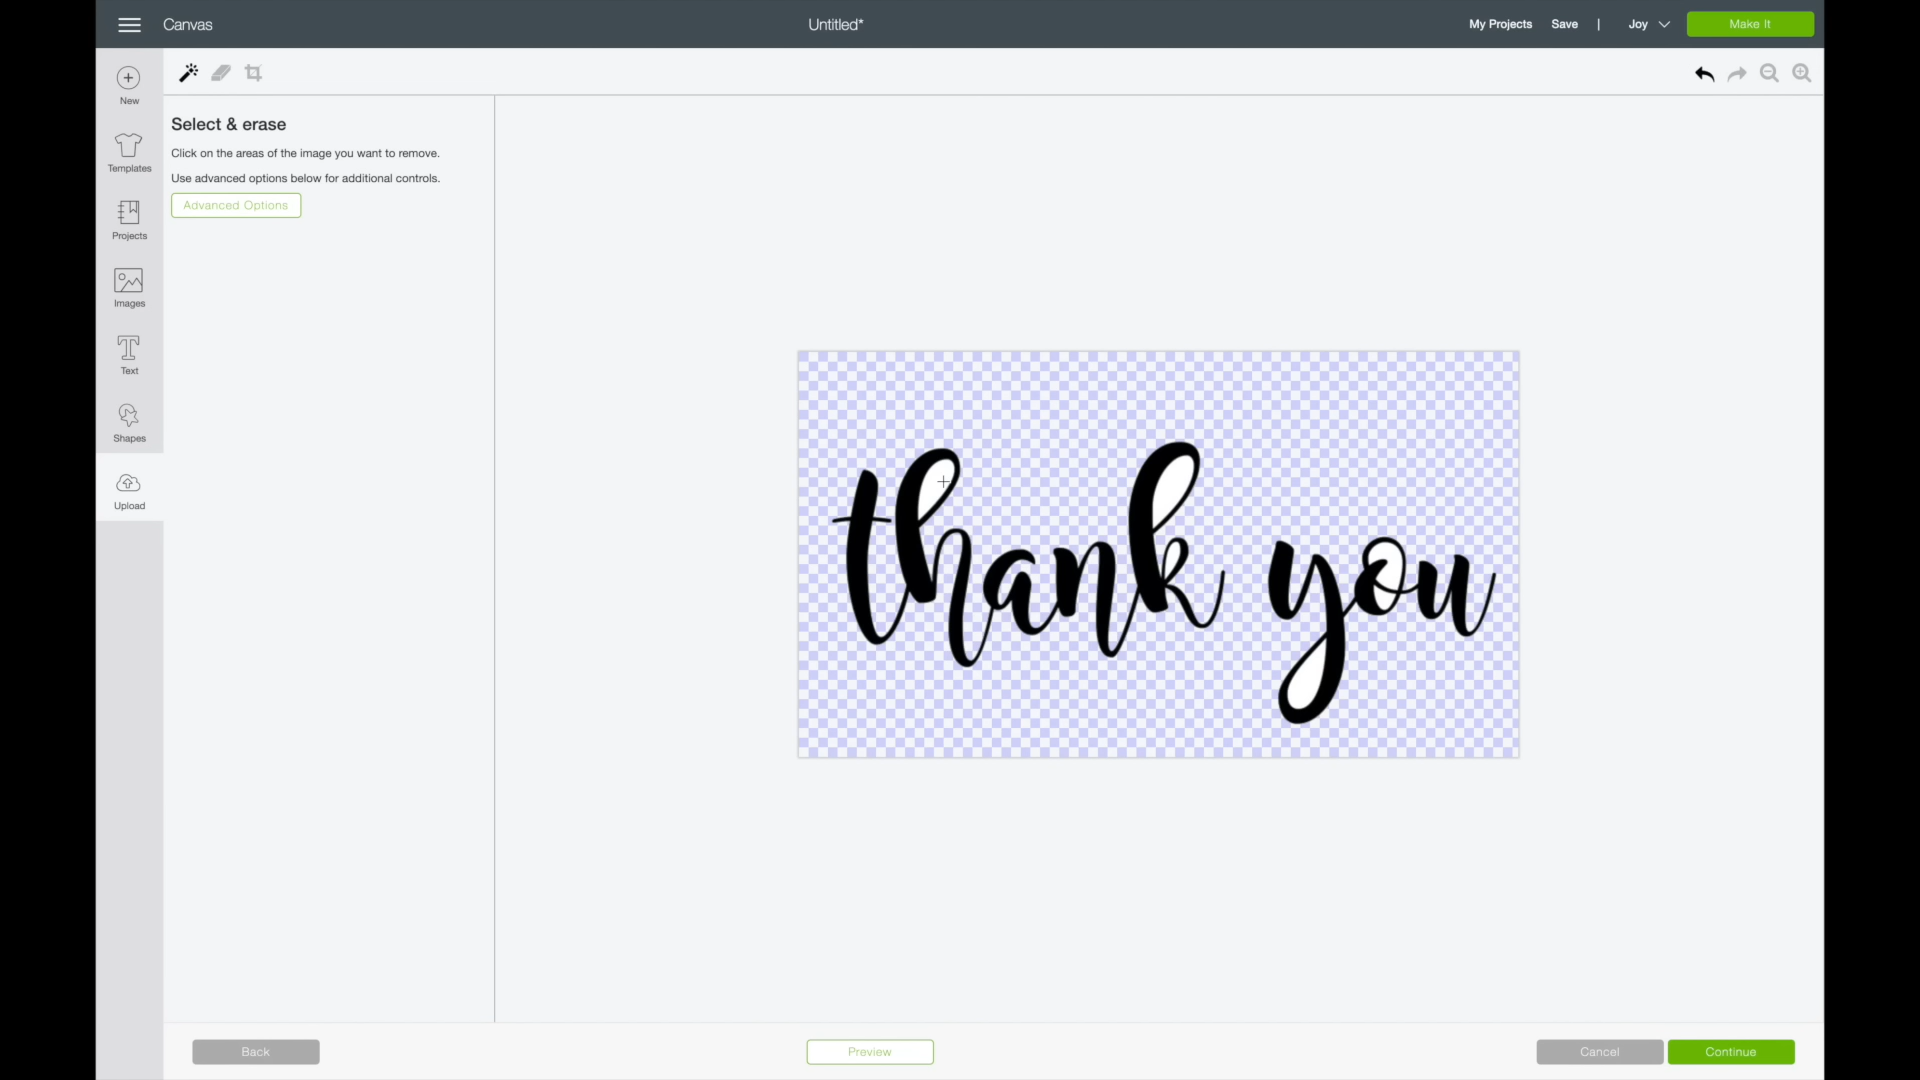 Canvas
Untitled*
My Projects Save | Joy Make It
New
Templates
Projects
Images
Text
Shapes
Upload
Select & erase
Click on the areas of the image you want to remove.
Use advanced options below for additional controls.
Advanced Options
thank you
Back
Preview
Cancel
Continue